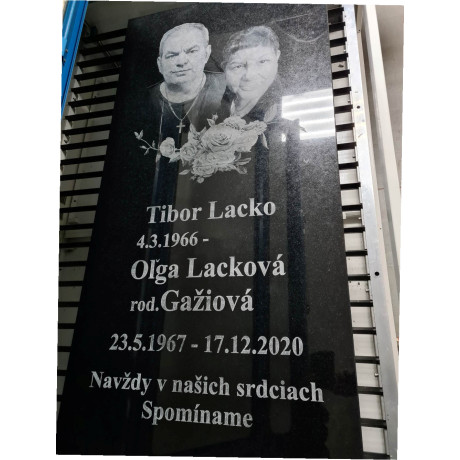 Tibor Lacko
4.3.1966 -
Oľga Lacková
rod.Gažiová
23.5.1967 - 17.12.2020
Navždy v našich srdciach
Spomíname